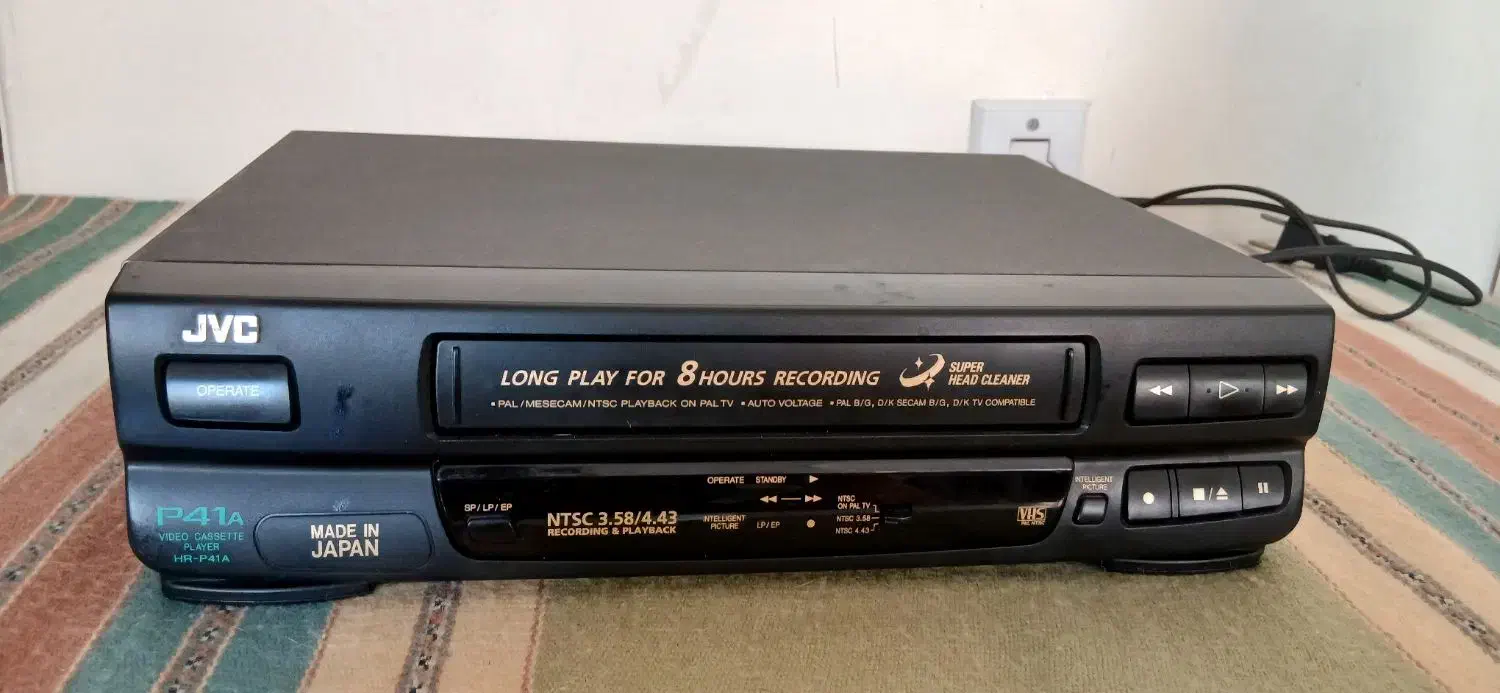 JVC
OPERATE
LONG PLAY FOR 8 HOURS RECORDING
SUPER
HEAD CLEANER
• PAL/MESECAM/NTSC PLAYBACK ON PAL TV • AUTO VOLTAGE • PAL B/G, D/K SECAM B/G, D/K TV COMPATIBLE
P41A
VIDEO CASSETTE
PLAYER
HR-P41A
MADE IN
JAPAN
SP/LP/EP
NTSC 3.58/4.43
RECORDING & PLAYBACK
OPERATE STANDBY
INTELLIGENT
PICTURE
LP/EP
NTSC
ON PAL TV
NTSC 3.58
NTSC 4.43
VHS
PAL NTSC
INTELLIGENT
PICTURE